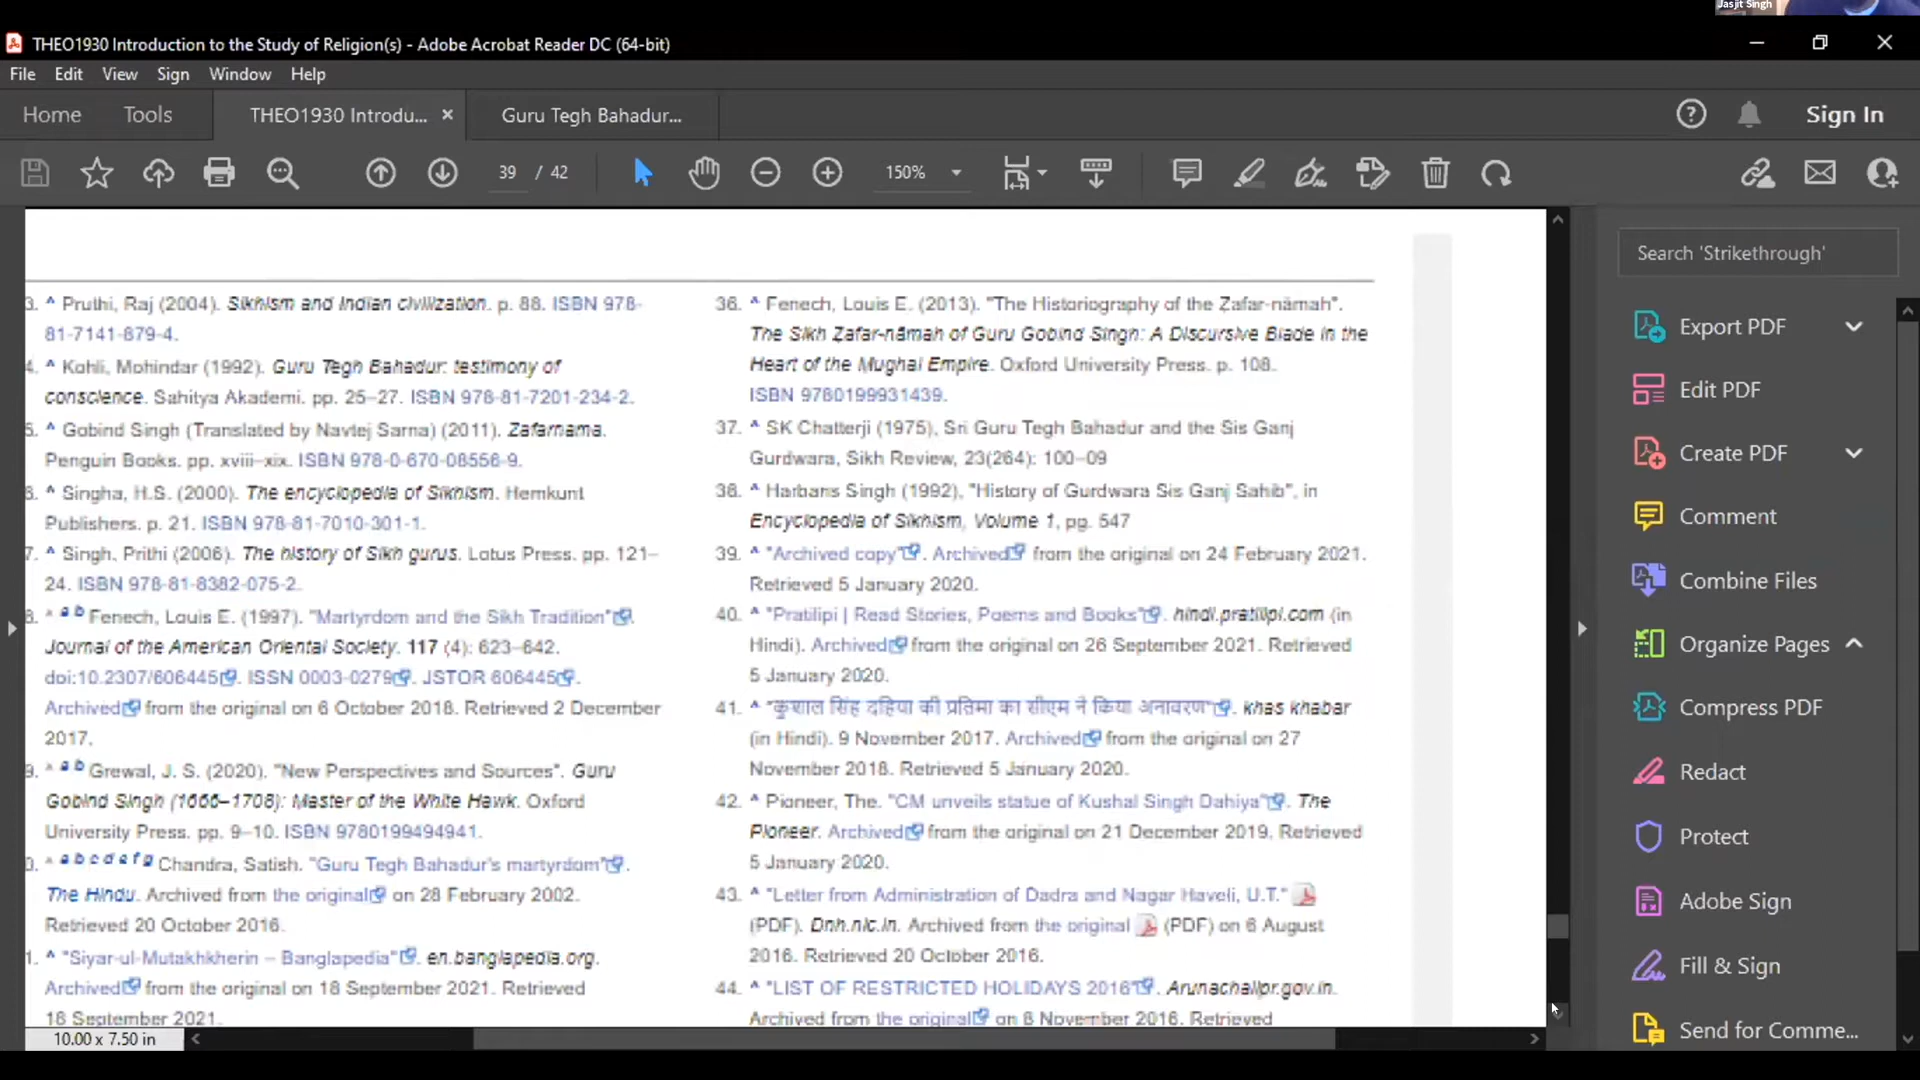 Jasjit Singh
THEO1930 Introduction to the Study of Religion(s) - Adobe Acrobat Reader DC (64-bit)
File Edit View Sign Window Help
Home Tools THEO1930 Introdu... × Guru Tegh Bahadur... Sign In
39 / 42 150%
Search 'Strikethrough'
3. ^ Pruthi, Raj (2004). Sikhism and Indian civilization. p. 88. ISBN 978-
81-7141-879-4.
4. ^ Kohli, Mohindar (1992). Guru Tegh Bahadur: testimony of
conscience. Sahitya Akademi. pp. 25–27. ISBN 978-81-7201-234-2.
5. ^ Gobind Singh (Translated by Navtej Sarna) (2011). Zafarnama.
Penguin Books. pp. xviii–xix. ISBN 978-0-670-08556-9.
6. ^ Singha, H.S. (2000). The encyclopedia of Sikhism. Hemkunt
Publishers. p. 21. ISBN 978-81-7010-301-1.
7. ^ Singh, Prithi (2006). The history of Sikh gurus. Lotus Press. pp. 121–
24. ISBN 978-81-8382-075-2.
8. ^ a b Fenech, Louis E. (1997). "Martyrdom and the Sikh Tradition".
Journal of the American Oriental Society. 117 (4): 623–642.
doi:10.2307/606445. ISSN 0003-0279. JSTOR 606445.
Archived from the original on 6 October 2018. Retrieved 2 December
2017.
9. ^ a b Grewal, J. S. (2020). "New Perspectives and Sources". Guru
Gobind Singh (1666–1708): Master of the White Hawk. Oxford
University Press. pp. 9–10. ISBN 9780199494941.
0. ^ a b c d e f g Chandra, Satish. "Guru Tegh Bahadur's martyrdom".
The Hindu. Archived from the original on 28 February 2002.
Retrieved 20 October 2016.
1. ^ "Siyar-ul-Mutakhkherin – Banglapedia". en.banglapedia.org.
Archived from the original on 18 September 2021. Retrieved
18 September 2021.
36. ^ Fenech, Louis E. (2013). "The Historiography of the Zafar-nāmah".
The Sikh Zafar-nāmah of Guru Gobind Singh: A Discursive Blade in the
Heart of the Mughal Empire. Oxford University Press. p. 108.
ISBN 9780199931439.
37. ^ SK Chatterji (1975), Sri Guru Tegh Bahadur and the Sis Ganj
Gurdwara, Sikh Review, 23(264): 100–09
38. ^ Harbans Singh (1992), "History of Gurdwara Sis Ganj Sahib", in
Encyclopedia of Sikhism, Volume 1, pg. 547
39. ^ "Archived copy". Archived from the original on 24 February 2021.
Retrieved 5 January 2020.
40. ^ "Pratilipi | Read Stories, Poems and Books". hindi.pratilipi.com (in
Hindi). Archived from the original on 26 September 2021. Retrieved
5 January 2020.
41. ^ "कुशाल सिंह दहिया की प्रतिमा का सीएम ने किया अनावरण". khas khabar
(in Hindi). 9 November 2017. Archived from the original on 27
November 2018. Retrieved 5 January 2020.
42. ^ Pioneer, The. "CM unveils statue of Kushal Singh Dahiya". The
Pioneer. Archived from the original on 21 December 2019. Retrieved
5 January 2020.
43. ^ "Letter from Administration of Dadra and Nagar Haveli, U.T."
(PDF). Dnh.nic.in. Archived from the original (PDF) on 6 August
2016. Retrieved 20 October 2016.
44. ^ "LIST OF RESTRICTED HOLIDAYS 2016". Arunachalipr.gov.in.
Archived from the original on 8 November 2016. Retrieved
Export PDF
Edit PDF
Create PDF
Comment
Combine Files
Organize Pages
Compress PDF
Redact
Protect
Adobe Sign
Fill & Sign
Send for Comme...
10.00 x 7.50 in